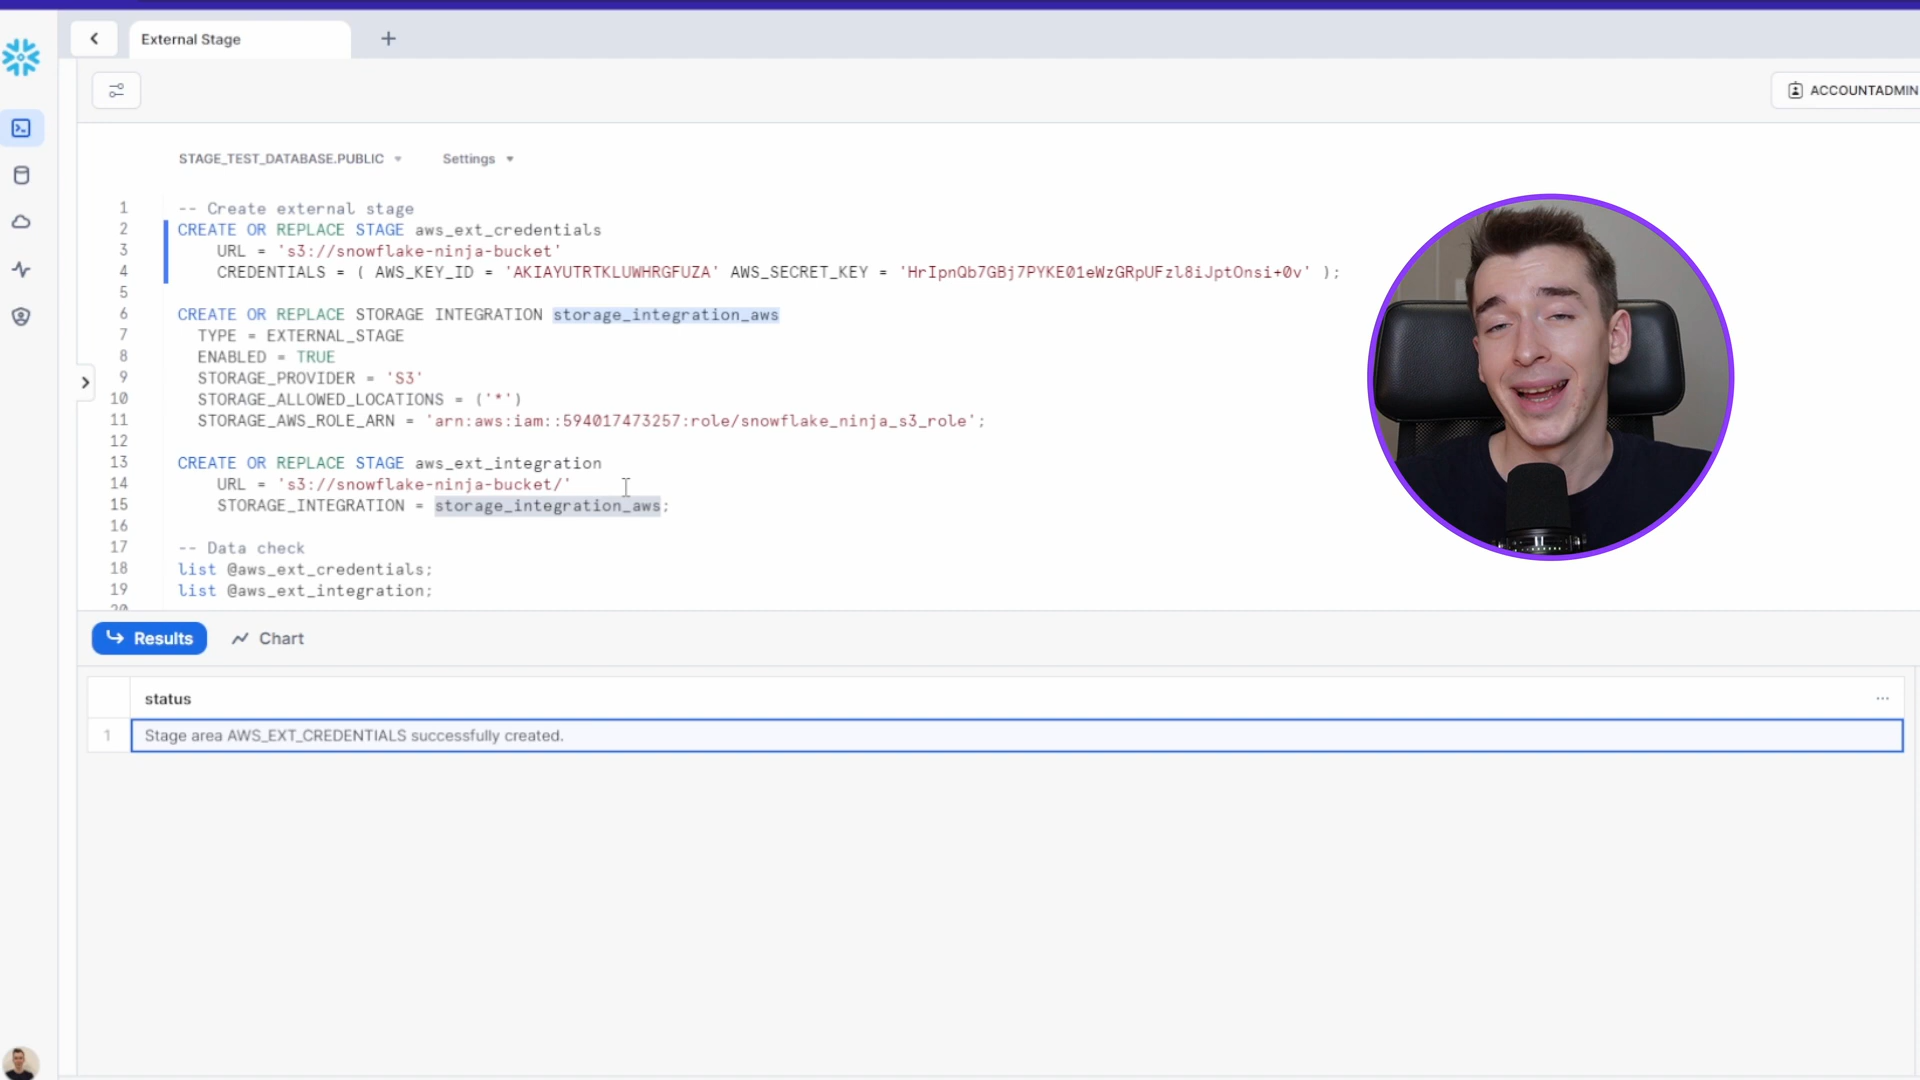 External Stage
ACCOUNTADMIN
STAGE_TEST_DATABASE.PUBLIC
Settings
1 -- Create external stage
2 CREATE OR REPLACE STAGE aws_ext_credentials
3 URL = 's3://snowflake-ninja-bucket'
4 CREDENTIALS = ( AWS_KEY_ID = 'AKIAYUTRTKLUWHRGFUZA' AWS_SECRET_KEY = 'HrIpnQb7GBj7PYKE01eWzGRpUFzl8iJptOnsi+0v' );
5
6 CREATE OR REPLACE STORAGE INTEGRATION storage_integration_aws
7 TYPE = EXTERNAL_STAGE
8 ENABLED = TRUE
9 STORAGE_PROVIDER = 'S3'
10 STORAGE_ALLOWED_LOCATIONS = ('*')
11 STORAGE_AWS_ROLE_ARN = 'arn:aws:iam::594017473257:role/snowflake_ninja_s3_role';
12
13 CREATE OR REPLACE STAGE aws_ext_integration
14 URL = 's3://snowflake-ninja-bucket/'
15 STORAGE_INTEGRATION = storage_integration_aws;
16
17 -- Data check
18 list @aws_ext_credentials;
19 list @aws_ext_integration;
20
Results
Chart
status
1 Stage area AWS_EXT_CREDENTIALS successfully created.